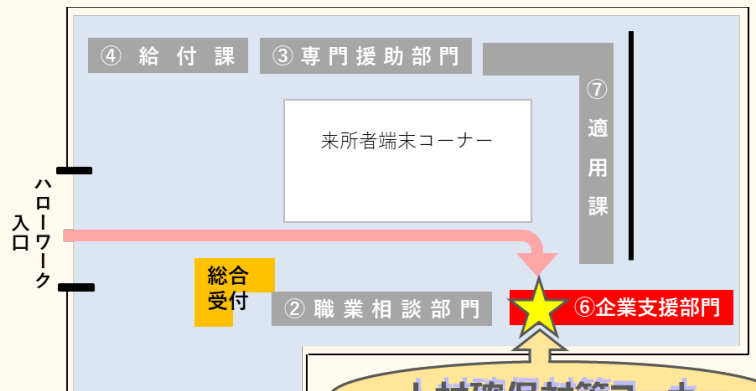 ④ 給付課
③専門援助部門
⑦適用課
来所者端末コーナー
ハローワーク
入口
総合
受付
②職業相談部門
⑥企業支援部門